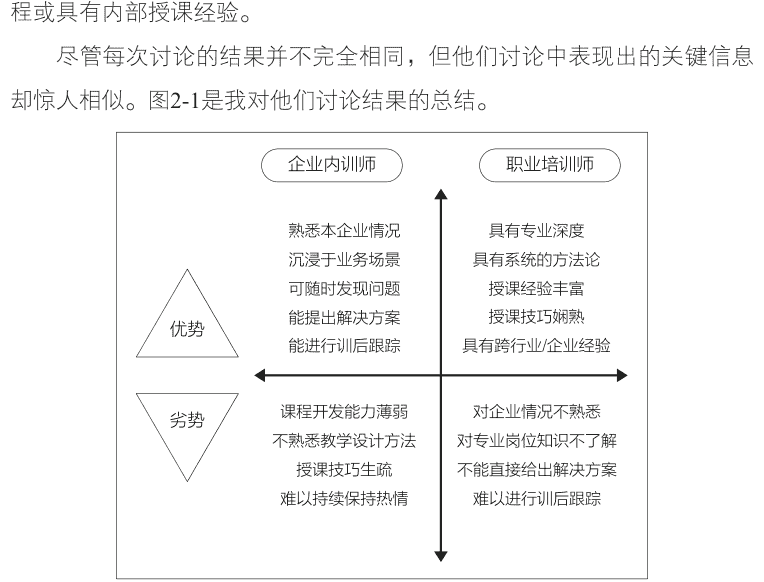 程或具有内部授课经验。
尽管每次讨论的结果并不完全相同，但他们讨论中表现出的关键信息
却惊人相似。图2-1是我对他们讨论结果的总结。
企业内训师
职业培训师
优势
熟悉本企业情况
沉浸于业务场景
可随时发现问题
能提出解决方案
能进行训后跟踪
具有专业深度
具有系统的方法论
授课经验丰富
授课技巧娴熟
具有跨行业/企业经验
劣势
课程开发能力薄弱
不熟悉教学设计方法
授课技巧生疏
难以持续保持热情
对企业情况不熟悉
对专业岗位知识不了解
不能直接给出解决方案
难以进行训后跟踪